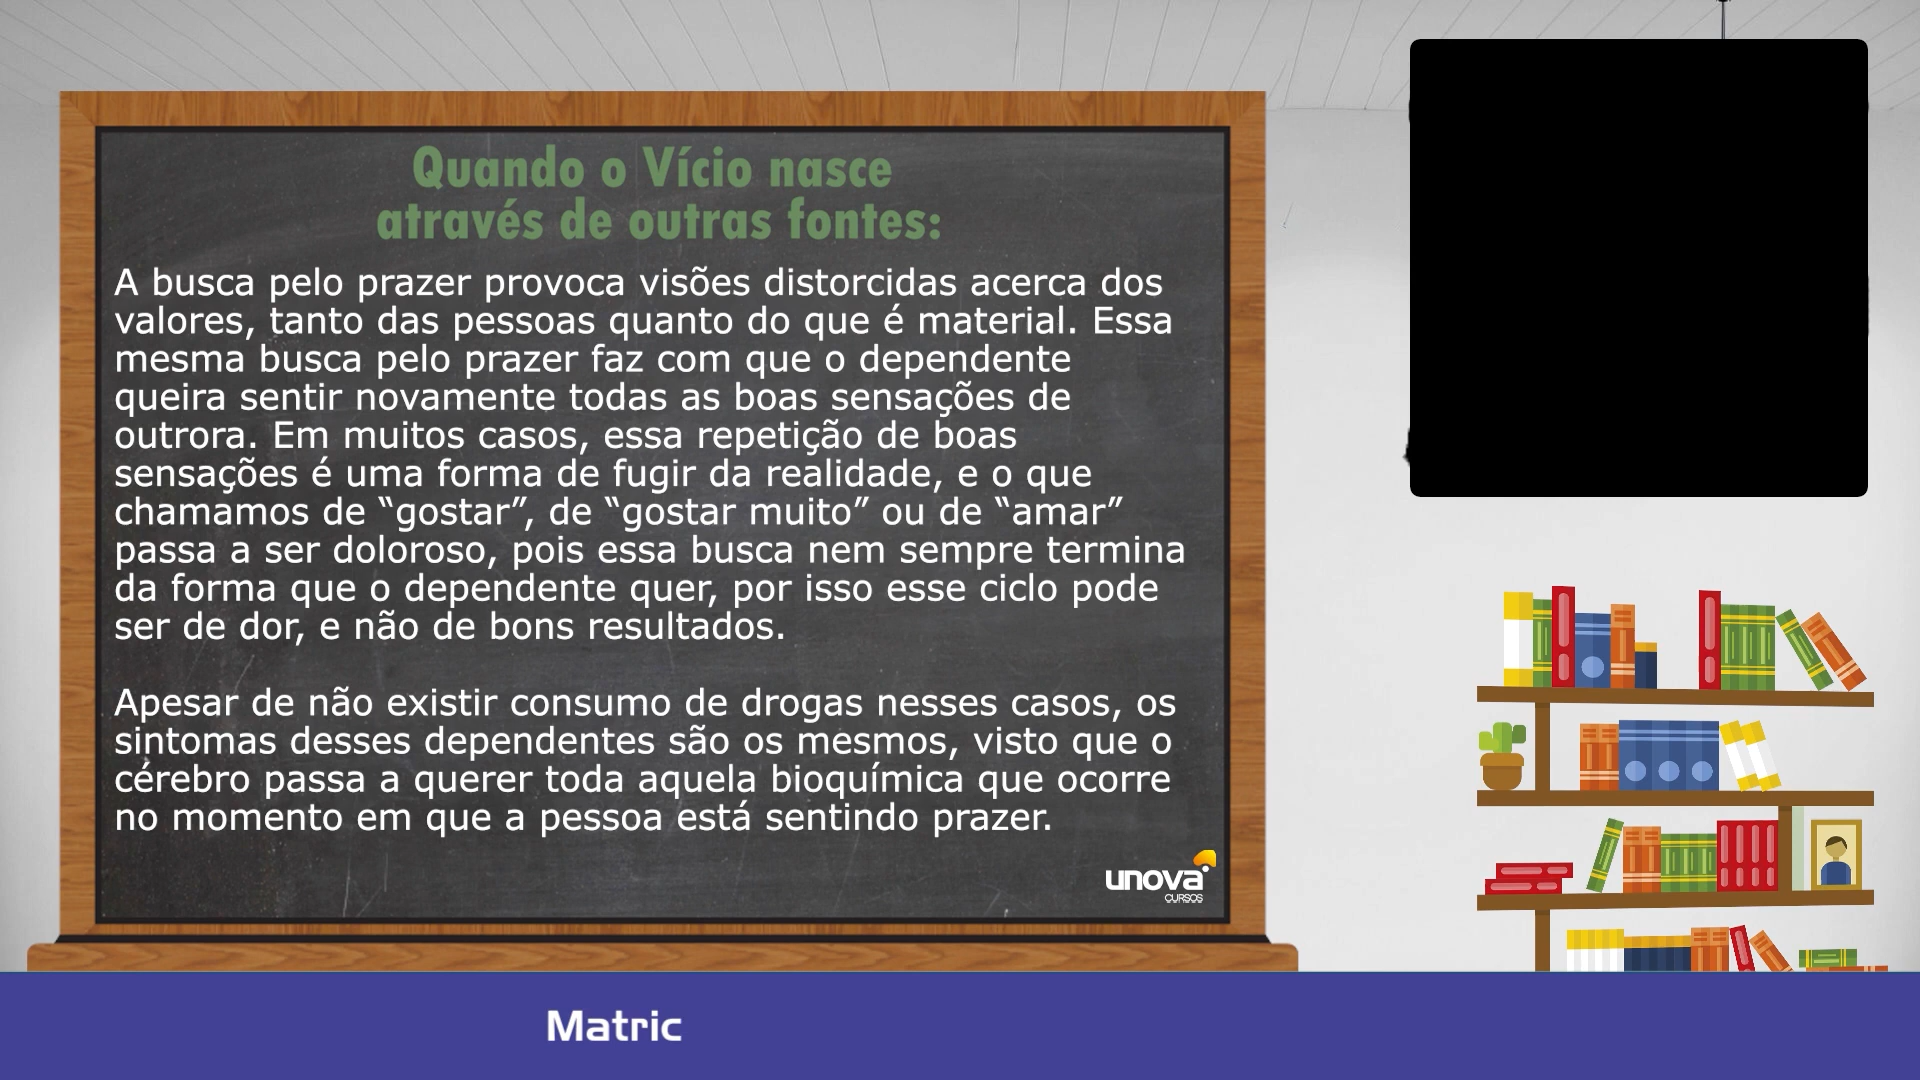 Quando o Vício nasce
através de outras fontes:
A busca pelo prazer provoca visões distorcidas acerca dos
valores, tanto das pessoas quanto do que é material. Essa
mesma busca pelo prazer faz com que o dependente
queira sentir novamente todas as boas sensações de
outrora. Em muitos casos, essa repetição de boas
sensações é uma forma de fugir da realidade, e o que
chamamos de “gostar”, de “gostar muito” ou de “amar”
passa a ser doloroso, pois essa busca nem sempre termina
da forma que o dependente quer, por isso esse ciclo pode
ser de dor, e não de bons resultados.
Apesar de não existir consumo de drogas nesses casos, os
sintomas desses dependentes são os mesmos, visto que o
cérebro passa a querer toda aquela bioquímica que ocorre
no momento em que a pessoa está sentindo prazer.
unova
CURSOS
Matric